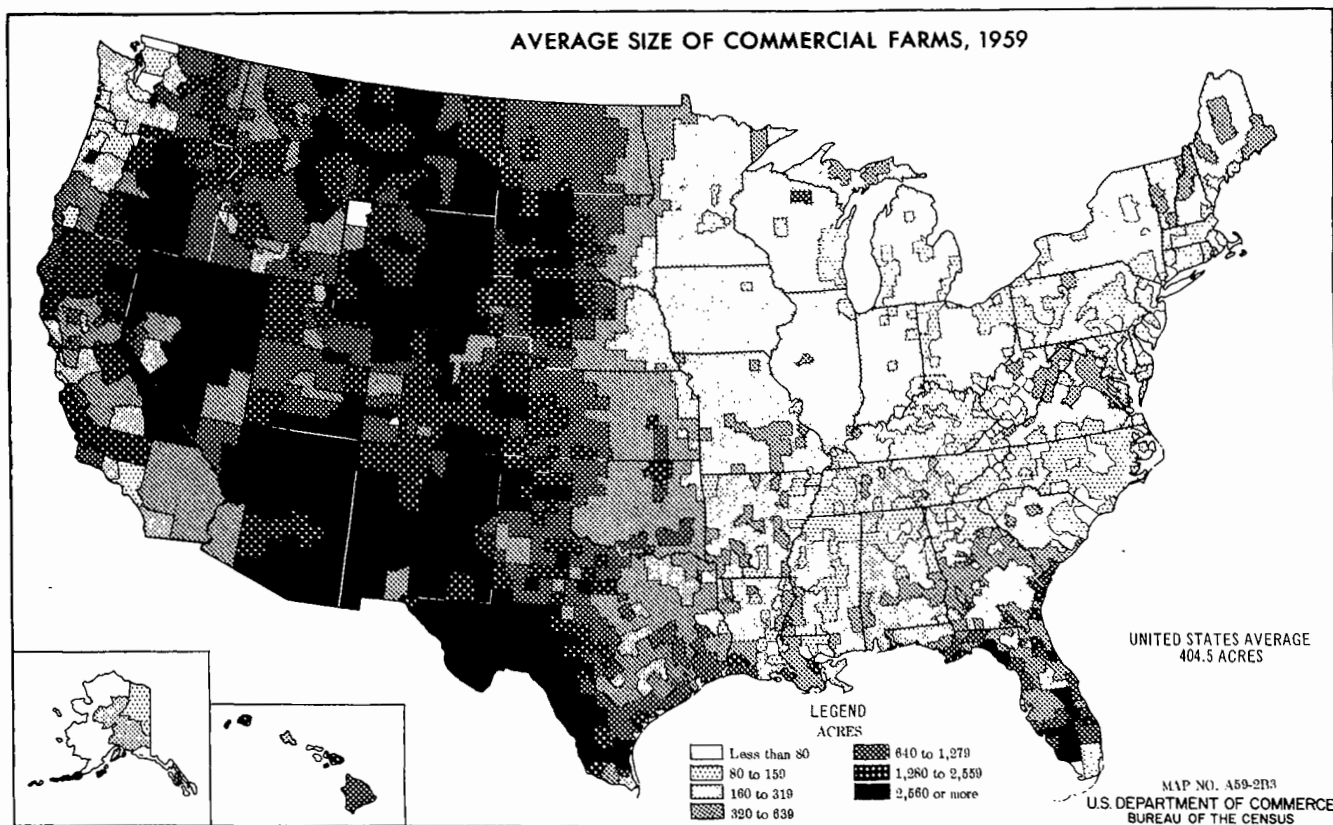 AVERAGE SIZE OF COMMERCIAL FARMS, 1959
UNITED STATES AVERAGE
404.5 ACRES
LEGEND
ACRES
Less than 80
80 to 159
160 to 319
320 to 639
640 to 1,279
1,280 to 2,559
2,560 or more
MAP NO. A59-2B3
U.S. DEPARTMENT OF COMMERCE
BUREAU OF THE CENSUS